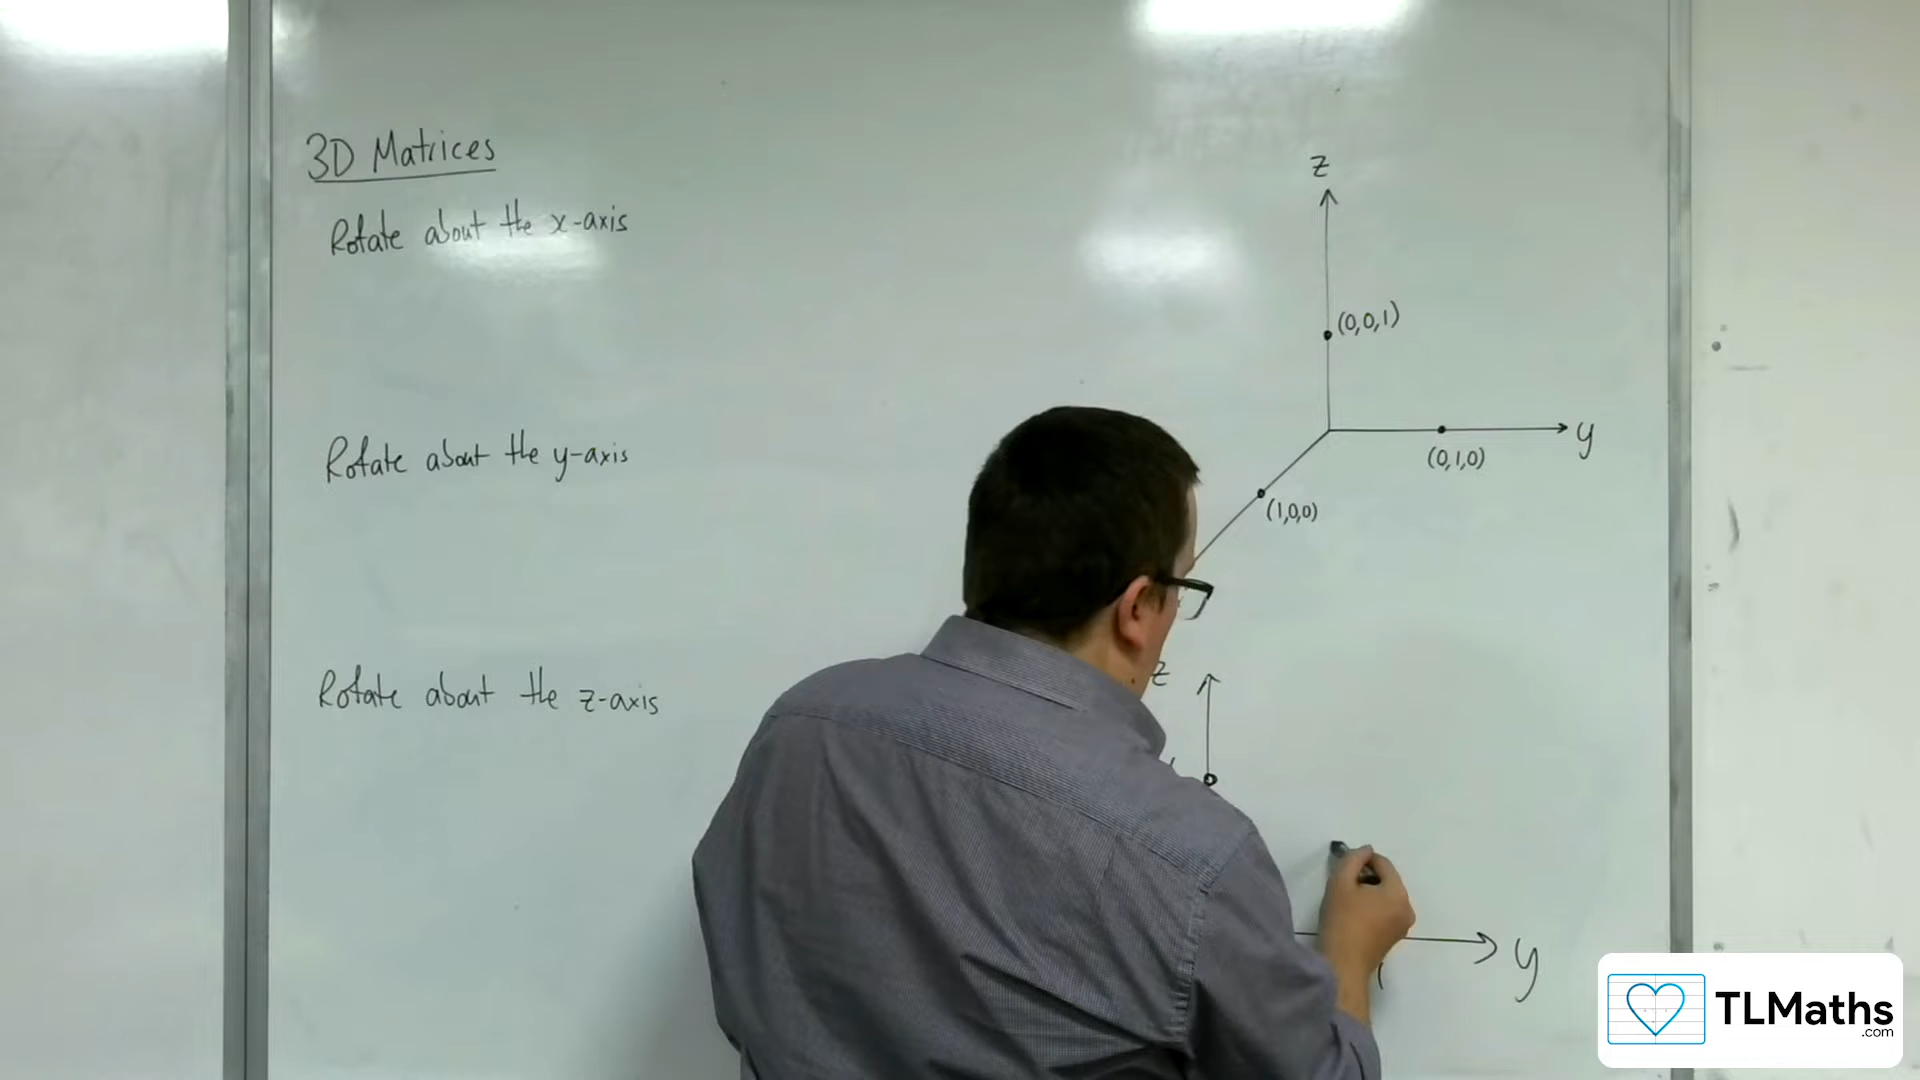 3D Matrices
Rotate about the x-axis
Rotate about the y-axis
Rotate about the z-axis
z
(0,0,1)
y
(0,1,0)
(1,0,0)
z
y
TLMaths
.com